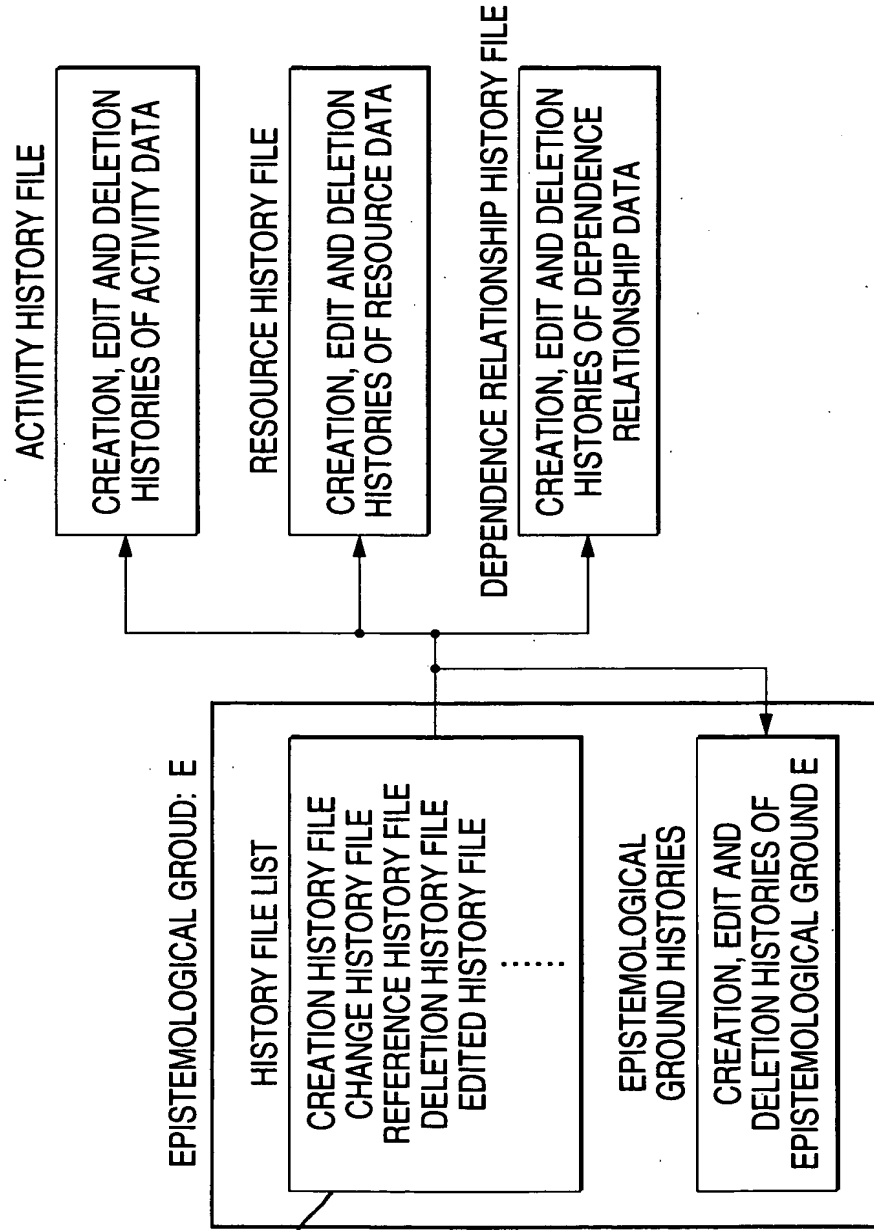 EPISTEMOLOGICAL GROUD: E
HISTORY FILE LIST
CREATION HISTORY FILE
CHANGE HISTORY FILE
REFERENCE HISTORY FILE
DELETION HISTORY FILE
EDITED HISTORY FILE
......
EPISTEMOLOGICAL
GROUND HISTORIES
CREATION, EDIT AND
DELETION HISTORIES OF
EPISTEMOLOGICAL GROUND E
ACTIVITY HISTORY FILE
CREATION, EDIT AND DELETION
HISTORIES OF ACTIVITY DATA
RESOURCE HISTORY FILE
CREATION, EDIT AND DELETION
HISTORIES OF RESOURCE DATA
DEPENDENCE RELATIONSHIP HISTORY FILE
CREATION, EDIT AND DELETION
HISTORIES OF DEPENDENCE
RELATIONSHIP DATA